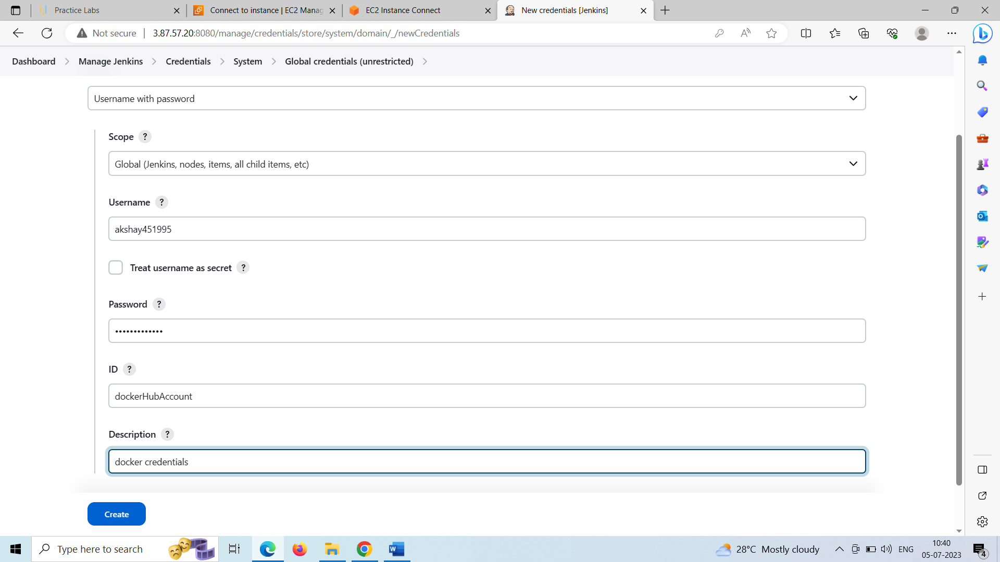 Practice Labs
Connect to instance | EC2 Manag
EC2 Instance Connect
New credentials [Jenkins]
Not secure
3.87.57.20:8080/manage/credentials/store/system/domain/_/newCredentials
Dashboard
Manage Jenkins
Credentials
System
Global credentials (unrestricted)
Username with password
Scope ?
Global (Jenkins, nodes, items, all child items, etc)
Username ?
akshay451995
Treat username as secret ?
Password ?
•••••••••••••
ID ?
dockerHubAccount
Description ?
docker credentials
Create
Type here to search
28°C Mostly cloudy
ENG
10:40
05-07-2023
4